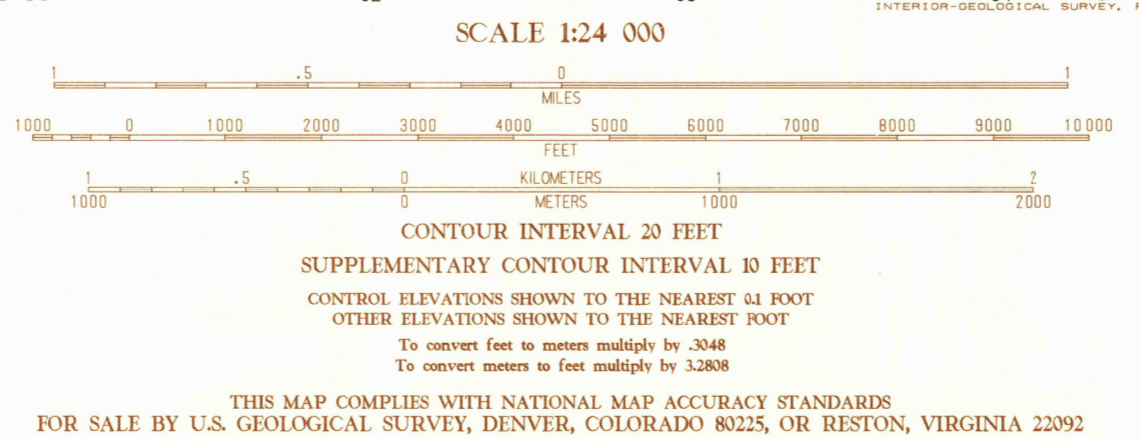 INTERIOR-GEOLOGICAL SURVEY,
SCALE 1:24 000
1 .5 0 1
MILES
1000 0 1000 2000 3000 4000 5000 6000 7000 8000 9000 10 000
FEET
1 .5 0 KILOMETERS 1 2
1000 0 METERS 1000 2000
CONTOUR INTERVAL 20 FEET
SUPPLEMENTARY CONTOUR INTERVAL 10 FEET
CONTROL ELEVATIONS SHOWN TO THE NEAREST 0.1 FOOT
OTHER ELEVATIONS SHOWN TO THE NEAREST FOOT
To convert feet to meters multiply by .3048
To convert meters to feet multiply by 3.2808
THIS MAP COMPLIES WITH NATIONAL MAP ACCURACY STANDARDS
FOR SALE BY U.S. GEOLOGICAL SURVEY, DENVER, COLORADO 80225, OR RESTON, VIRGINIA 22092